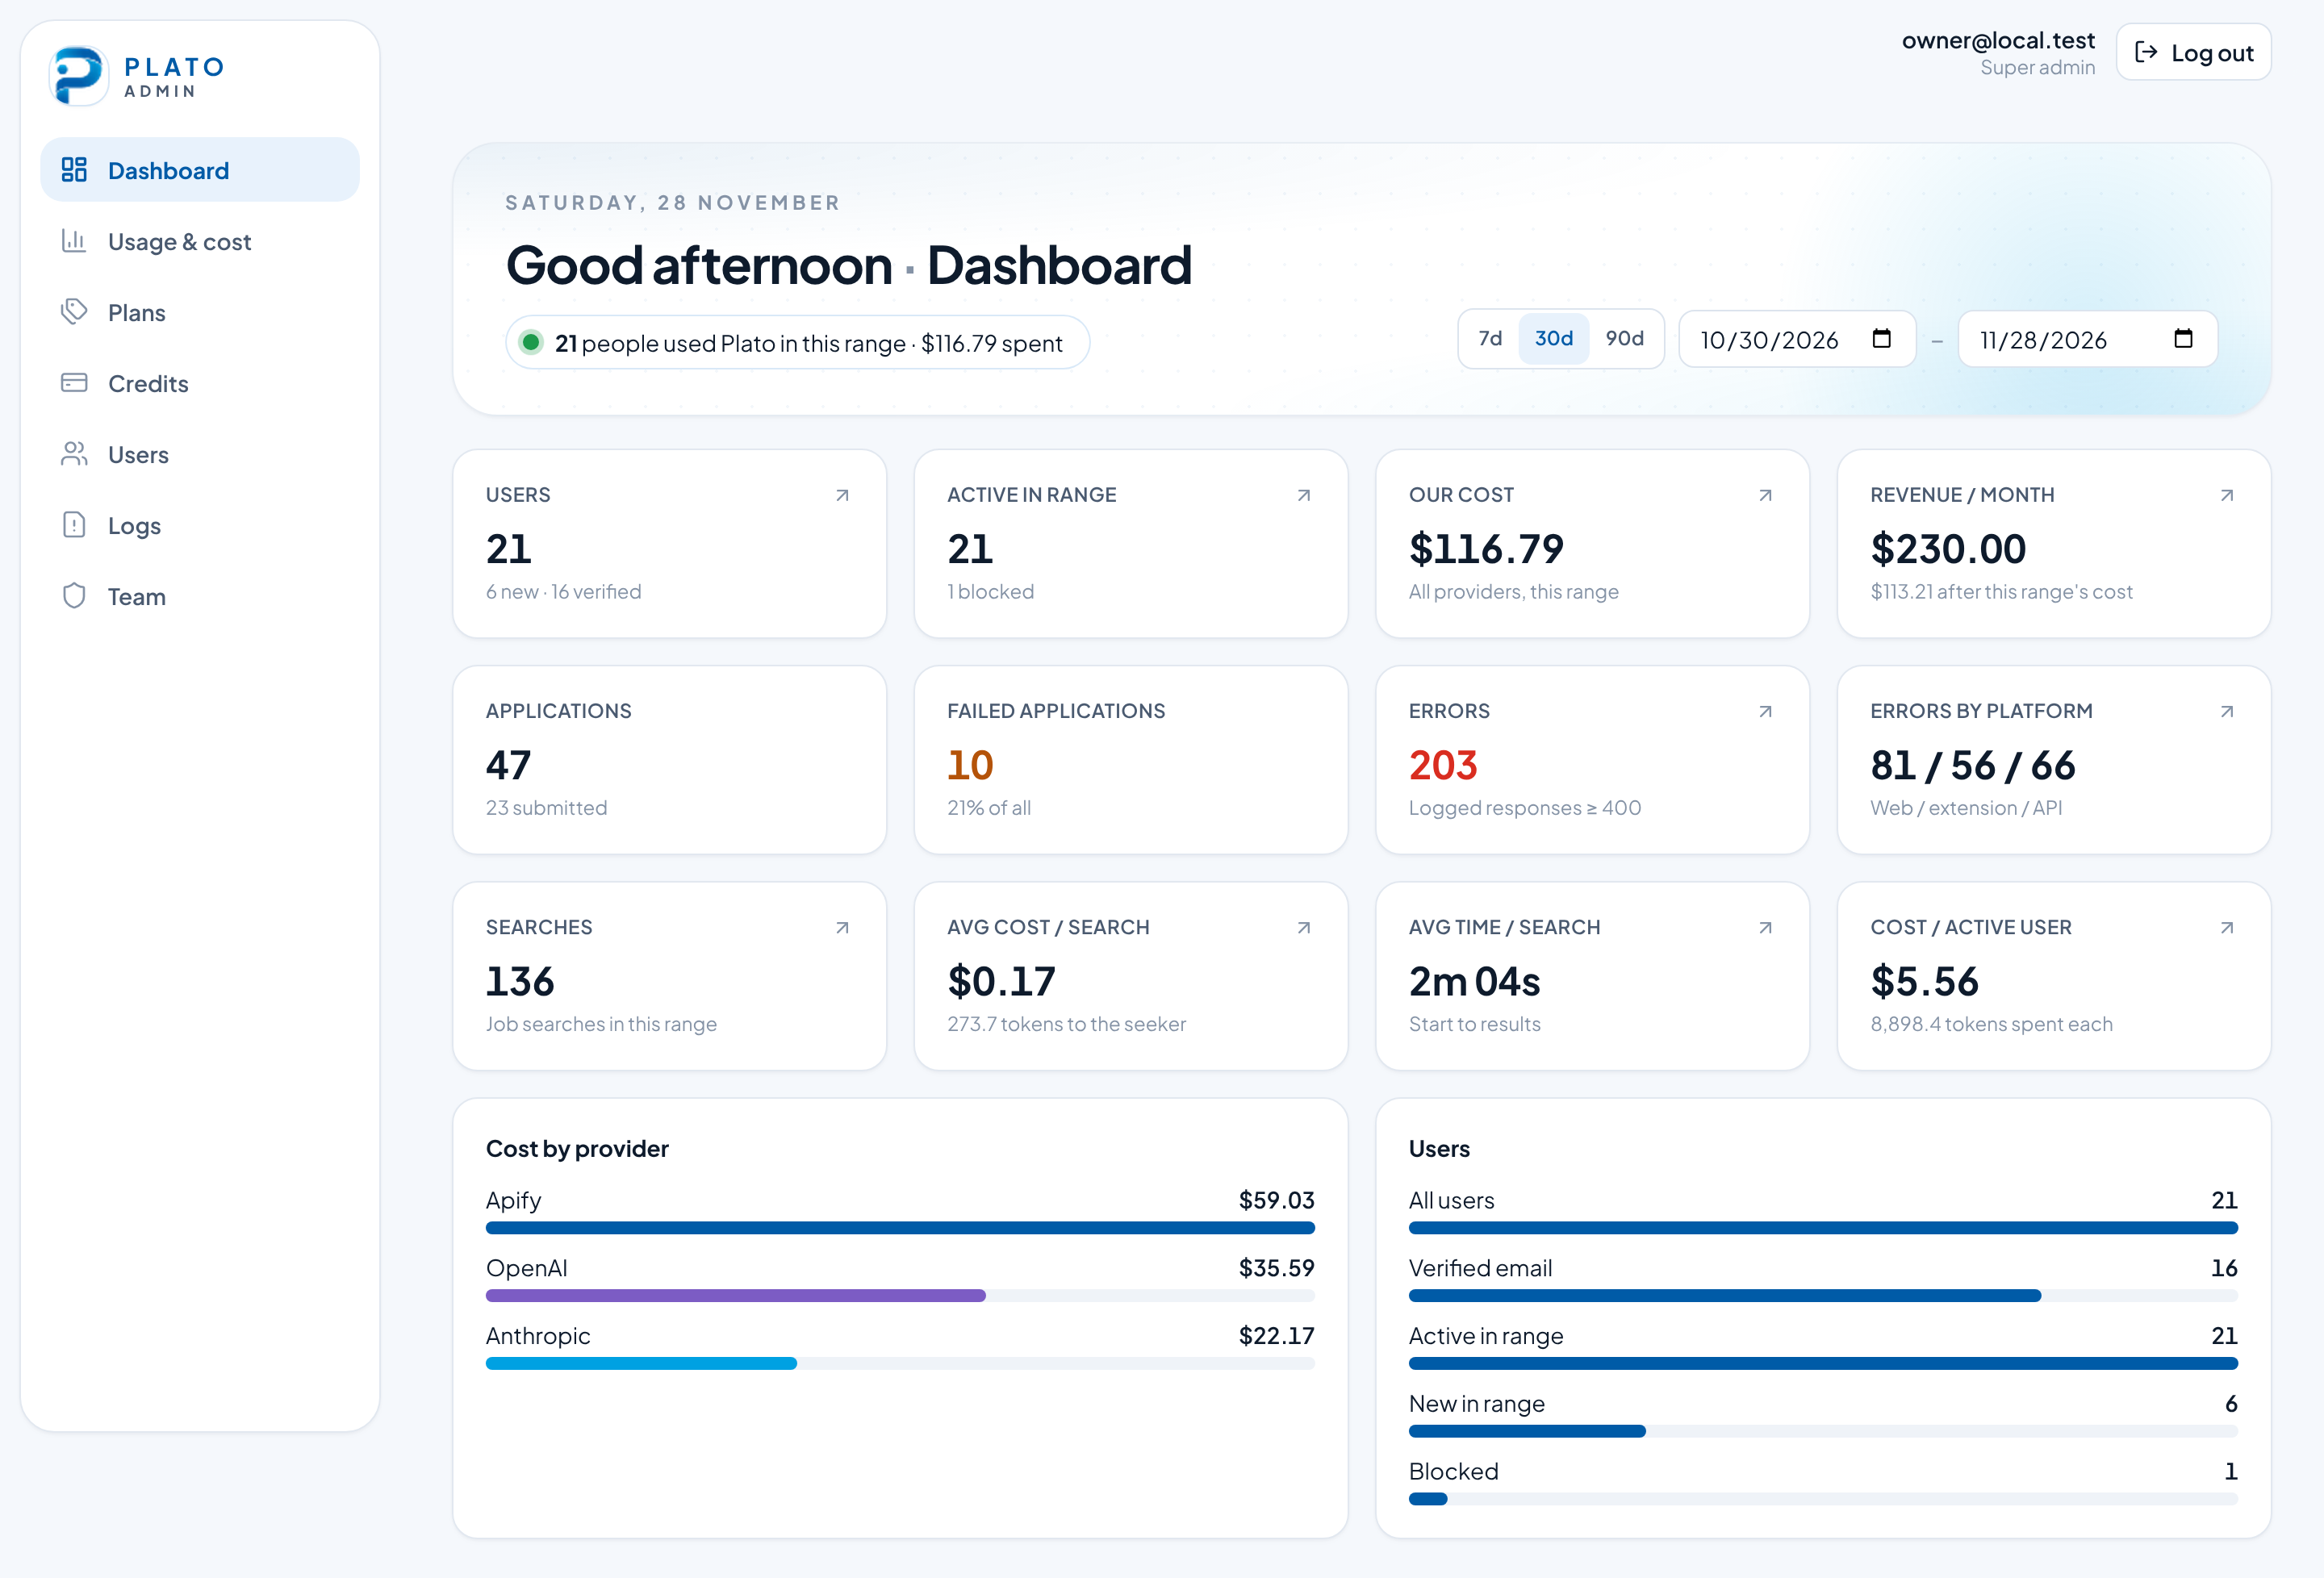 PLATO
ADMIN
Dashboard
Usage & cost
Plans
Credits
Users
Logs
Team
owner@local.test
Super admin
Log out
SATURDAY, 28 NOVEMBER
Good afternoon · Dashboard
21 people used Plato in this range · $116.79 spent
7d 30d 90d 10/30/2026 – 11/28/2026
USERS
21
6 new · 16 verified
ACTIVE IN RANGE
21
1 blocked
OUR COST
$116.79
All providers, this range
REVENUE / MONTH
$230.00
$113.21 after this range's cost
APPLICATIONS
47
23 submitted
FAILED APPLICATIONS
10
21% of all
ERRORS
203
Logged responses ≥ 400
ERRORS BY PLATFORM
81 / 56 / 66
Web / extension / API
SEARCHES
136
Job searches in this range
AVG COST / SEARCH
$0.17
273.7 tokens to the seeker
AVG TIME / SEARCH
2m 04s
Start to results
COST / ACTIVE USER
$5.56
8,898.4 tokens spent each
Cost by provider
Apify $59.03
OpenAI $35.59
Anthropic $22.17
Users
All users 21
Verified email 16
Active in range 21
New in range 6
Blocked 1